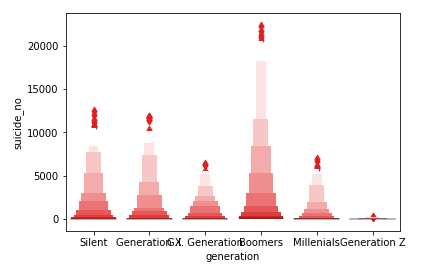 suicide_no
20000
15000
10000
5000
0
Silent Generation X G.I. Generation Boomers Millenials Generation Z
generation